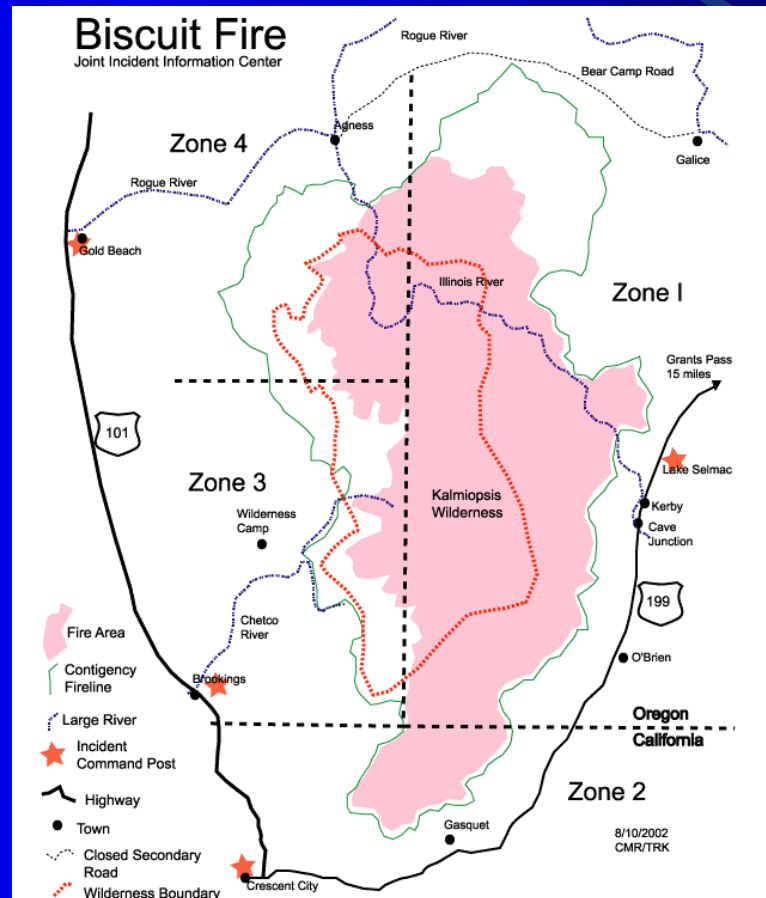 Biscuit Fire
Joint Incident Information Center
Rogue River
Bear Camp Road
Agness
Zone 4
Galice
Rogue River
Gold Beach
Illinois River
Zone I
Grants Pass
15 miles
101
Lake Selmac
Zone 3
Kalmiopsis
Wilderness
Kerby
Wilderness
Camp
Cave
Junction
199
Chetco
River
Fire Area
O'Brien
Contigency
Fireline
Brookings
Large River
Oregon
California
Incident
Command Post
Zone 2
Highway
Gasquet
Town
8/10/2002
CMR/TRK
Closed Secondary
Road
Crescent City
Wilderness Boundary